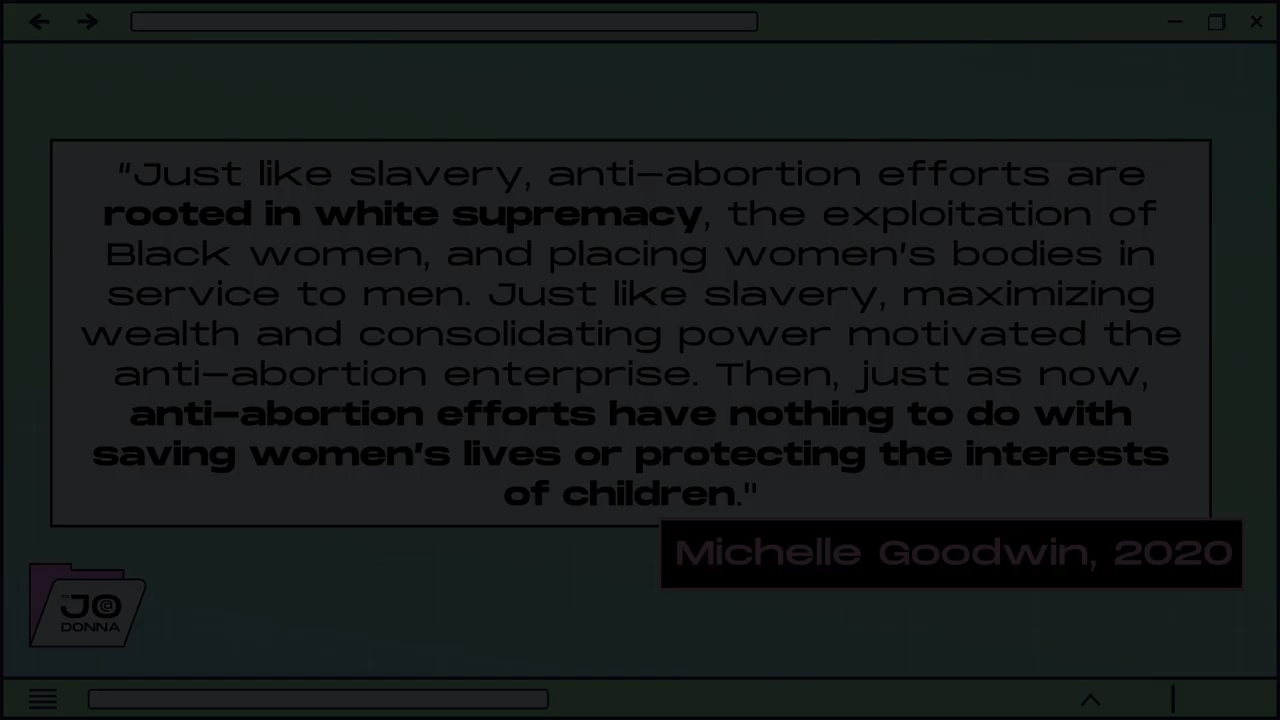 "Just like slavery, anti-abortion efforts are
rooted in white supremacy, the exploitation of
Black women, and placing women's bodies in
service to men. Just like slavery, maximizing
wealth and consolidating power motivated the
anti-abortion enterprise. Then, just as now,
anti-abortion efforts have nothing to do with
saving women's lives or protecting the interests
of children."
Michelle Goodwin, 2020
JO@
DONNA